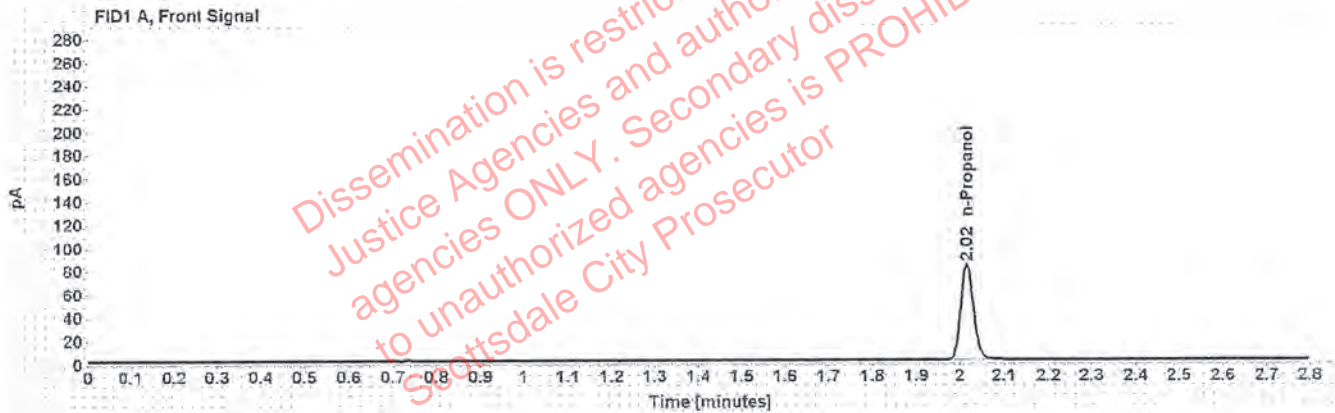 FID1 A, Front Signal
280
260
240
220
200
180
160
140
120
100
80
60
40
20
0
pA
2.02 n-Propanol
0 0.1 0.2 0.3 0.4 0.5 0.6 0.7 0.8 0.9 1 1.1 1.2 1.3 1.4 1.5 1.6 1.7 1.8 1.9 2 2.1 2.2 2.3 2.4 2.5 2.6 2.7 2.8
Time [minutes]
Dissemination is
Justice Agencies and
agencies ONLY. Secondary
to unauthorized agencies is
Scottsdale City Prosecutor